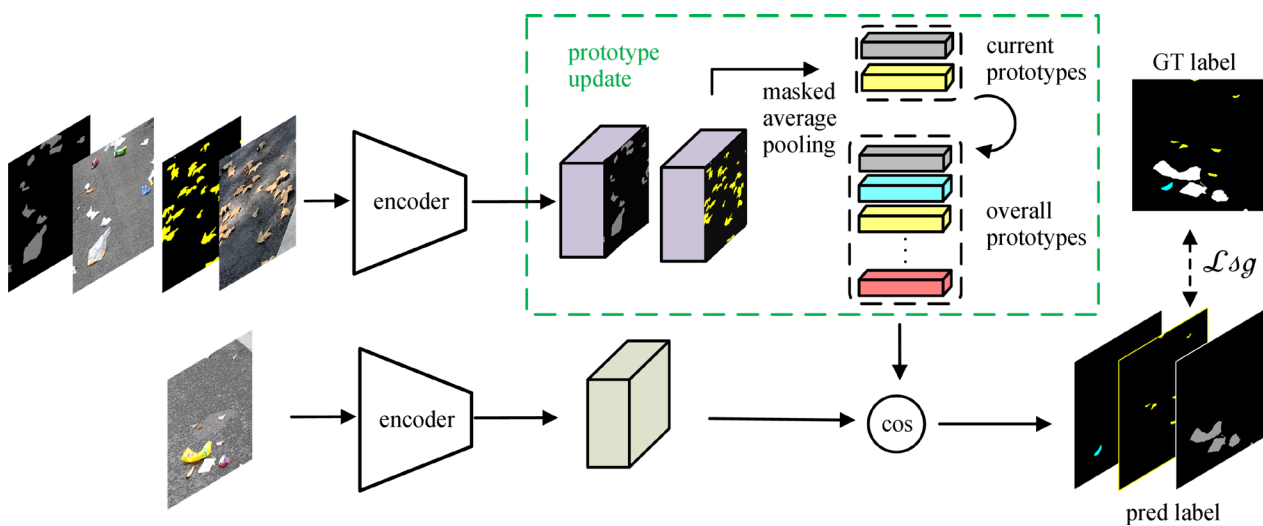 prototype
update
current
prototypes
GT label
masked
average
pooling
encoder
overall
prototypes
ℒsg
encoder
cos
pred label